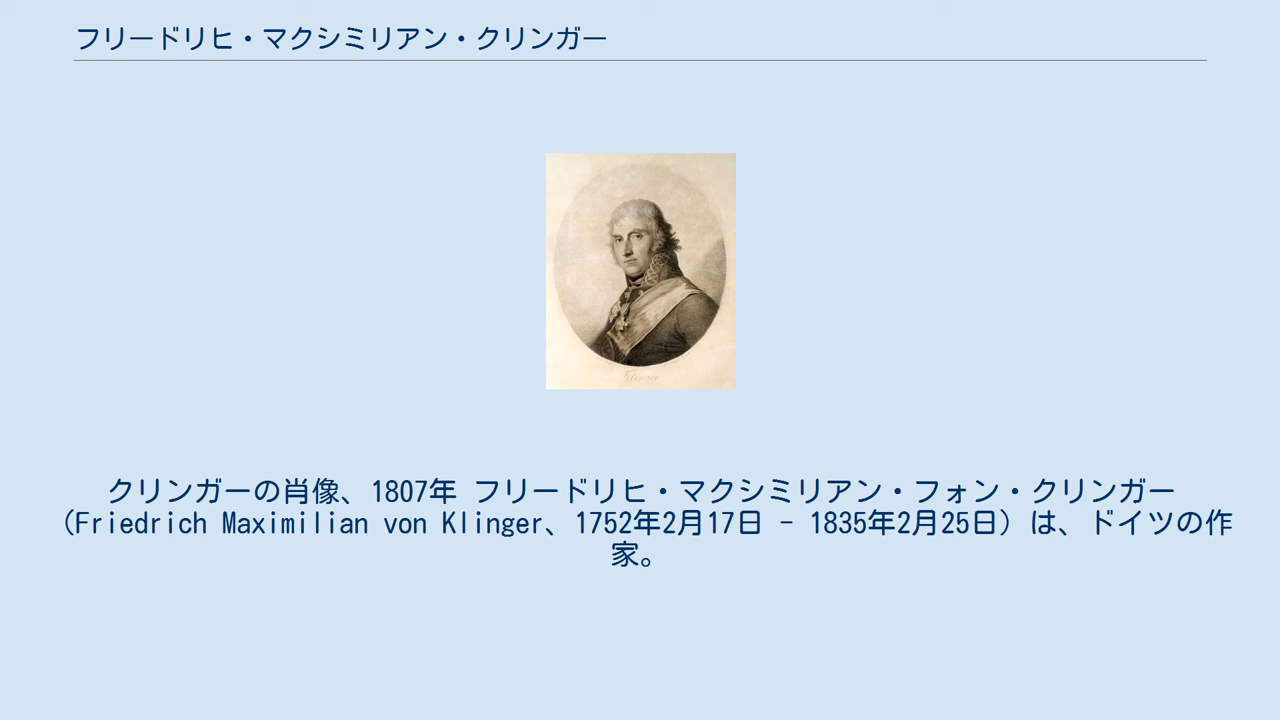 フリードリヒ・マクシミリアン・クリンガー
Klinger
クリンガーの肖像、1807年 フリードリヒ・マクシミリアン・フォン・クリンガー
(Friedrich Maximilian von Klinger、1752年2月17日 - 1835年2月25日) は、ドイツの作
家。